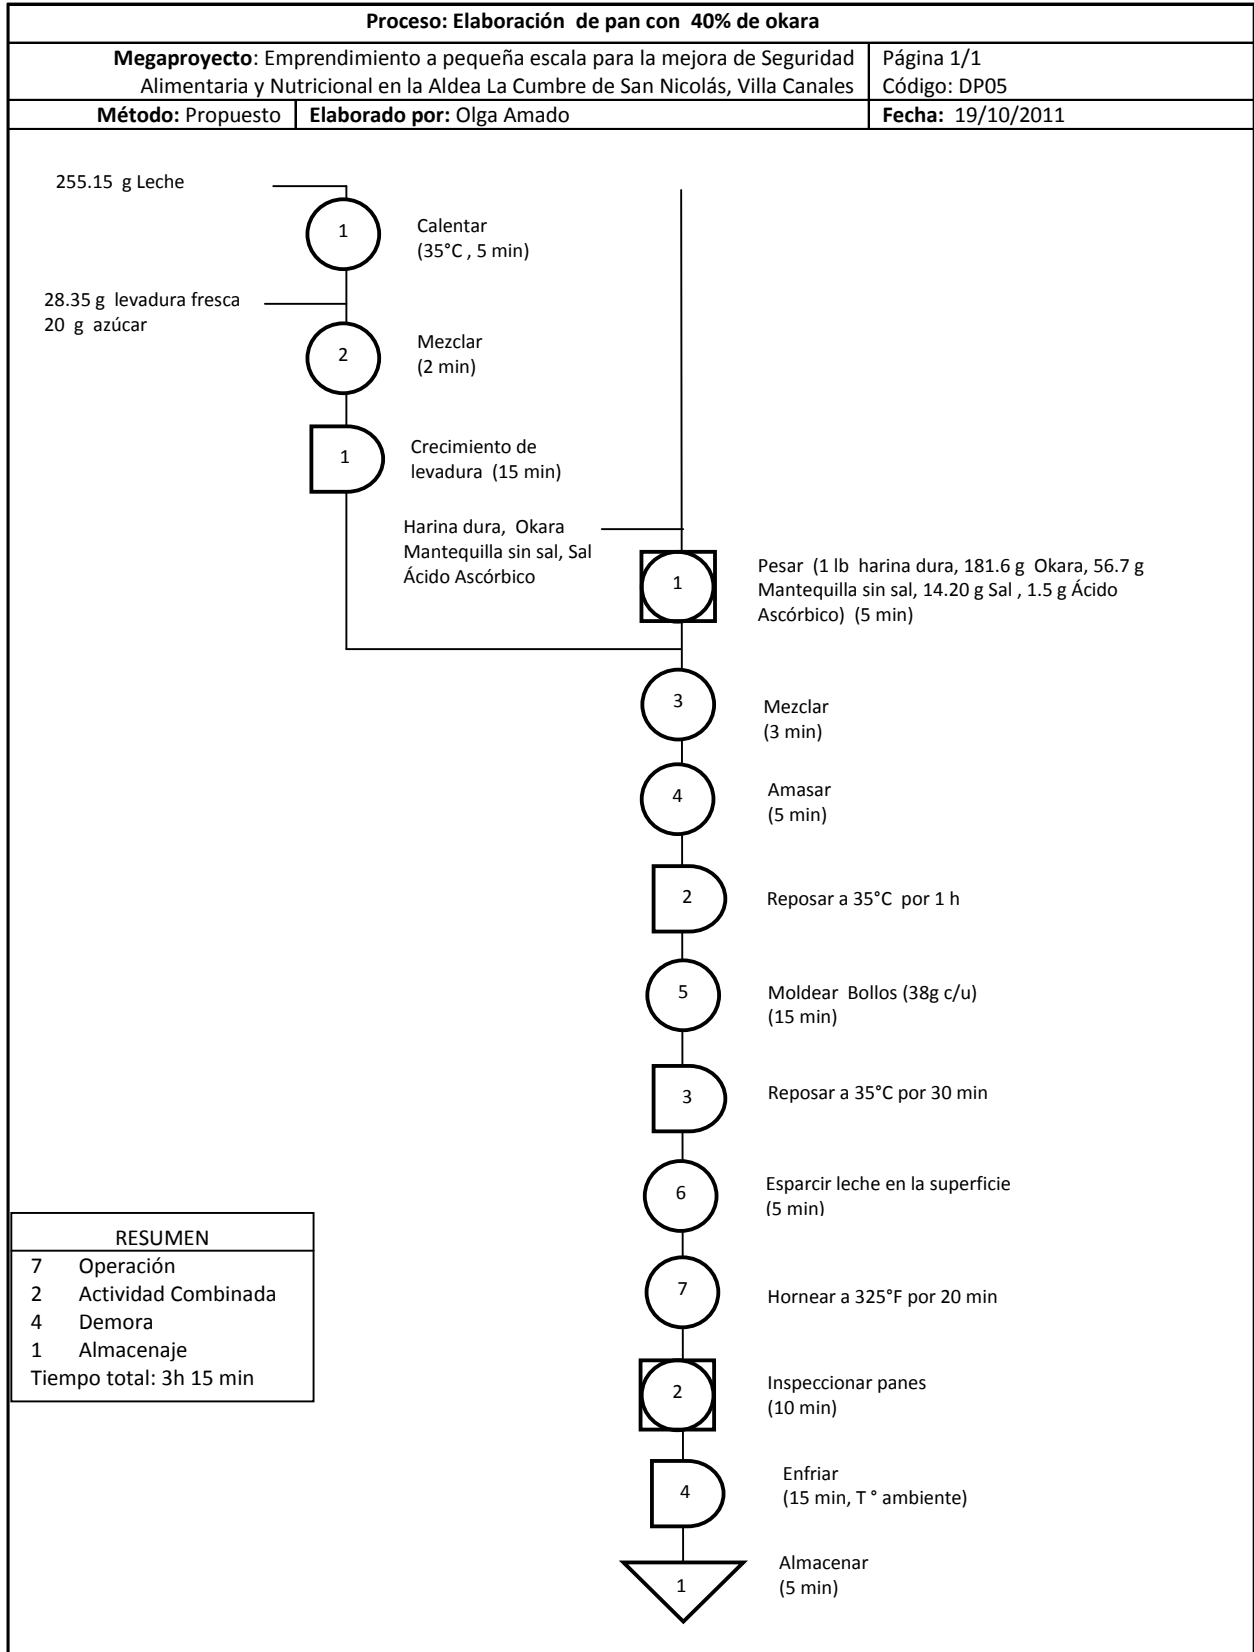 Proceso: Elaboración de pan con 40% de okara
Megaproyecto: Emprendimiento a pequeña escala para la mejora de Seguridad
Alimentaria y Nutricional en la Aldea La Cumbre de San Nicolás, Villa Canales
Página 1/1
Código: DP05
Método: Propuesto
Elaborado por: Olga Amado
Fecha: 19/10/2011
255.15 g Leche
1
Calentar
(35°C , 5 min)
28.35 g levadura fresca
20 g azúcar
2
Mezclar
(2 min)
1
Crecimiento de
levadura (15 min)
Harina dura, Okara
Mantequilla sin sal, Sal
Ácido Ascórbico
1
Pesar (1 lb harina dura, 181.6 g Okara, 56.7 g
Mantequilla sin sal, 14.20 g Sal , 1.5 g Ácido
Ascórbico) (5 min)
3
Mezclar
(3 min)
4
Amasar
(5 min)
2
Reposar a 35°C por 1 h
5
Moldear Bollos (38g c/u)
(15 min)
3
Reposar a 35°C por 30 min
6
Esparcir leche en la superficie
(5 min)
7
Hornear a 325°F por 20 min
2
Inspeccionar panes
(10 min)
4
Enfriar
(15 min, T ° ambiente)
1
Almacenar
(5 min)
RESUMEN
7 Operación
2 Actividad Combinada
4 Demora
1 Almacenaje
Tiempo total: 3h 15 min